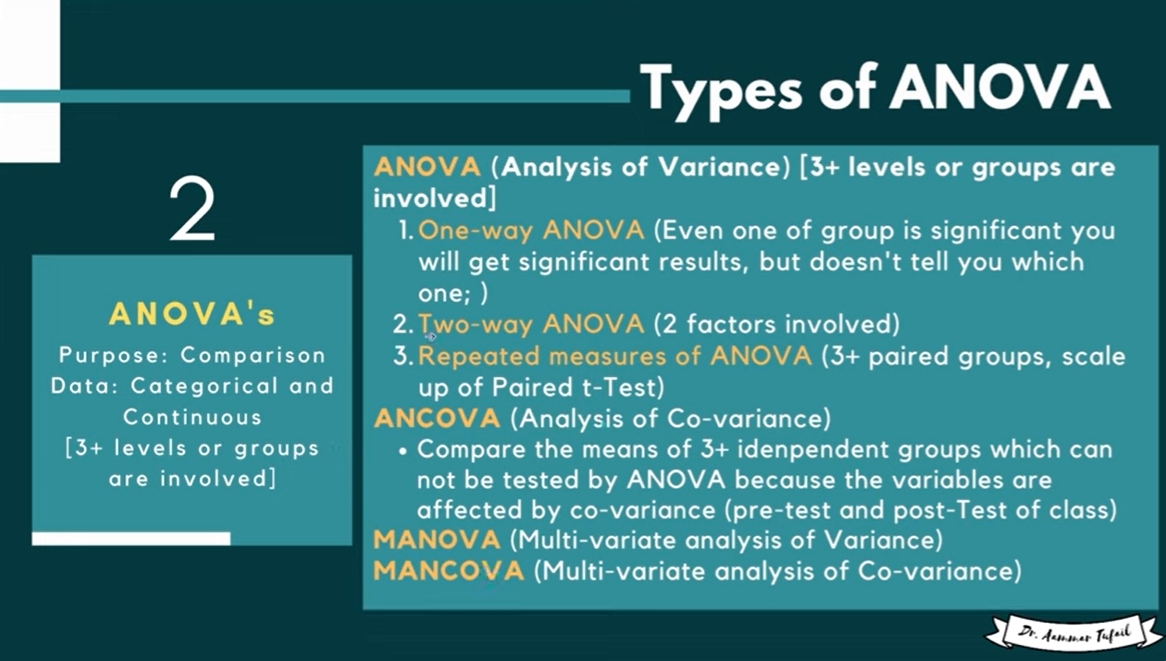 Types of ANOVA
2
ANOVA's
Purpose: Comparison
Data: Categorical and
Continuous
[3+ levels or groups
are involved]
ANOVA (Analysis of Variance) [3+ levels or groups are
involved]
1. One-way ANOVA (Even one of group is significant you
will get significant results, but doesn't tell you which
one; )
2. Two-way ANOVA (2 factors involved)
3. Repeated measures of ANOVA (3+ paired groups, scale
up of Paired t-Test)
ANCOVA (Analysis of Co-variance)
• Compare the means of 3+ idenpendent groups which can
not be tested by ANOVA because the variables are
affected by co-variance (pre-test and post-Test of class)
MANOVA (Multi-variate analysis of Variance)
MANCOVA (Multi-variate analysis of Co-variance)
Dr. Aammar Tufail